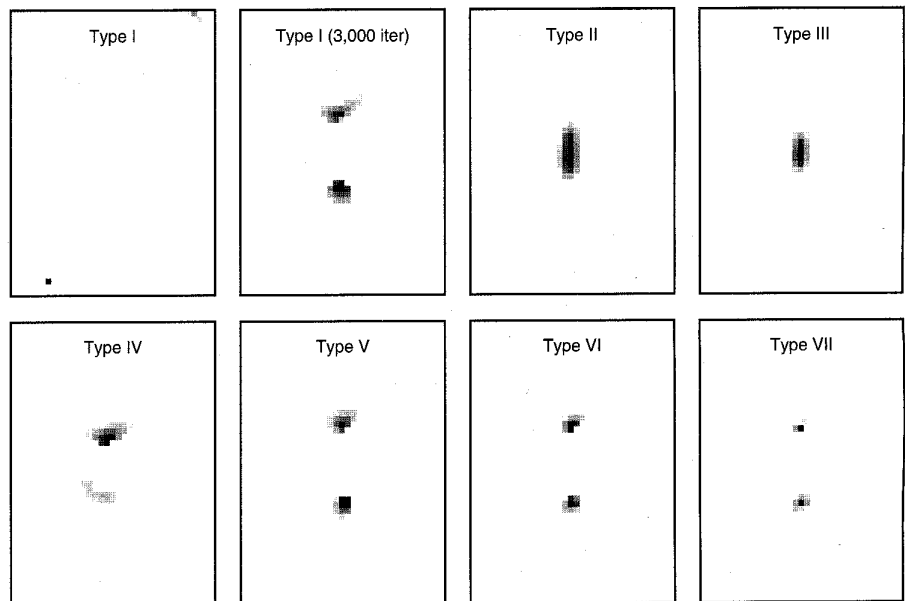 Type I
Type I (3,000 iter)
Type II
Type III
Type IV
Type V
Type VI
Type VII